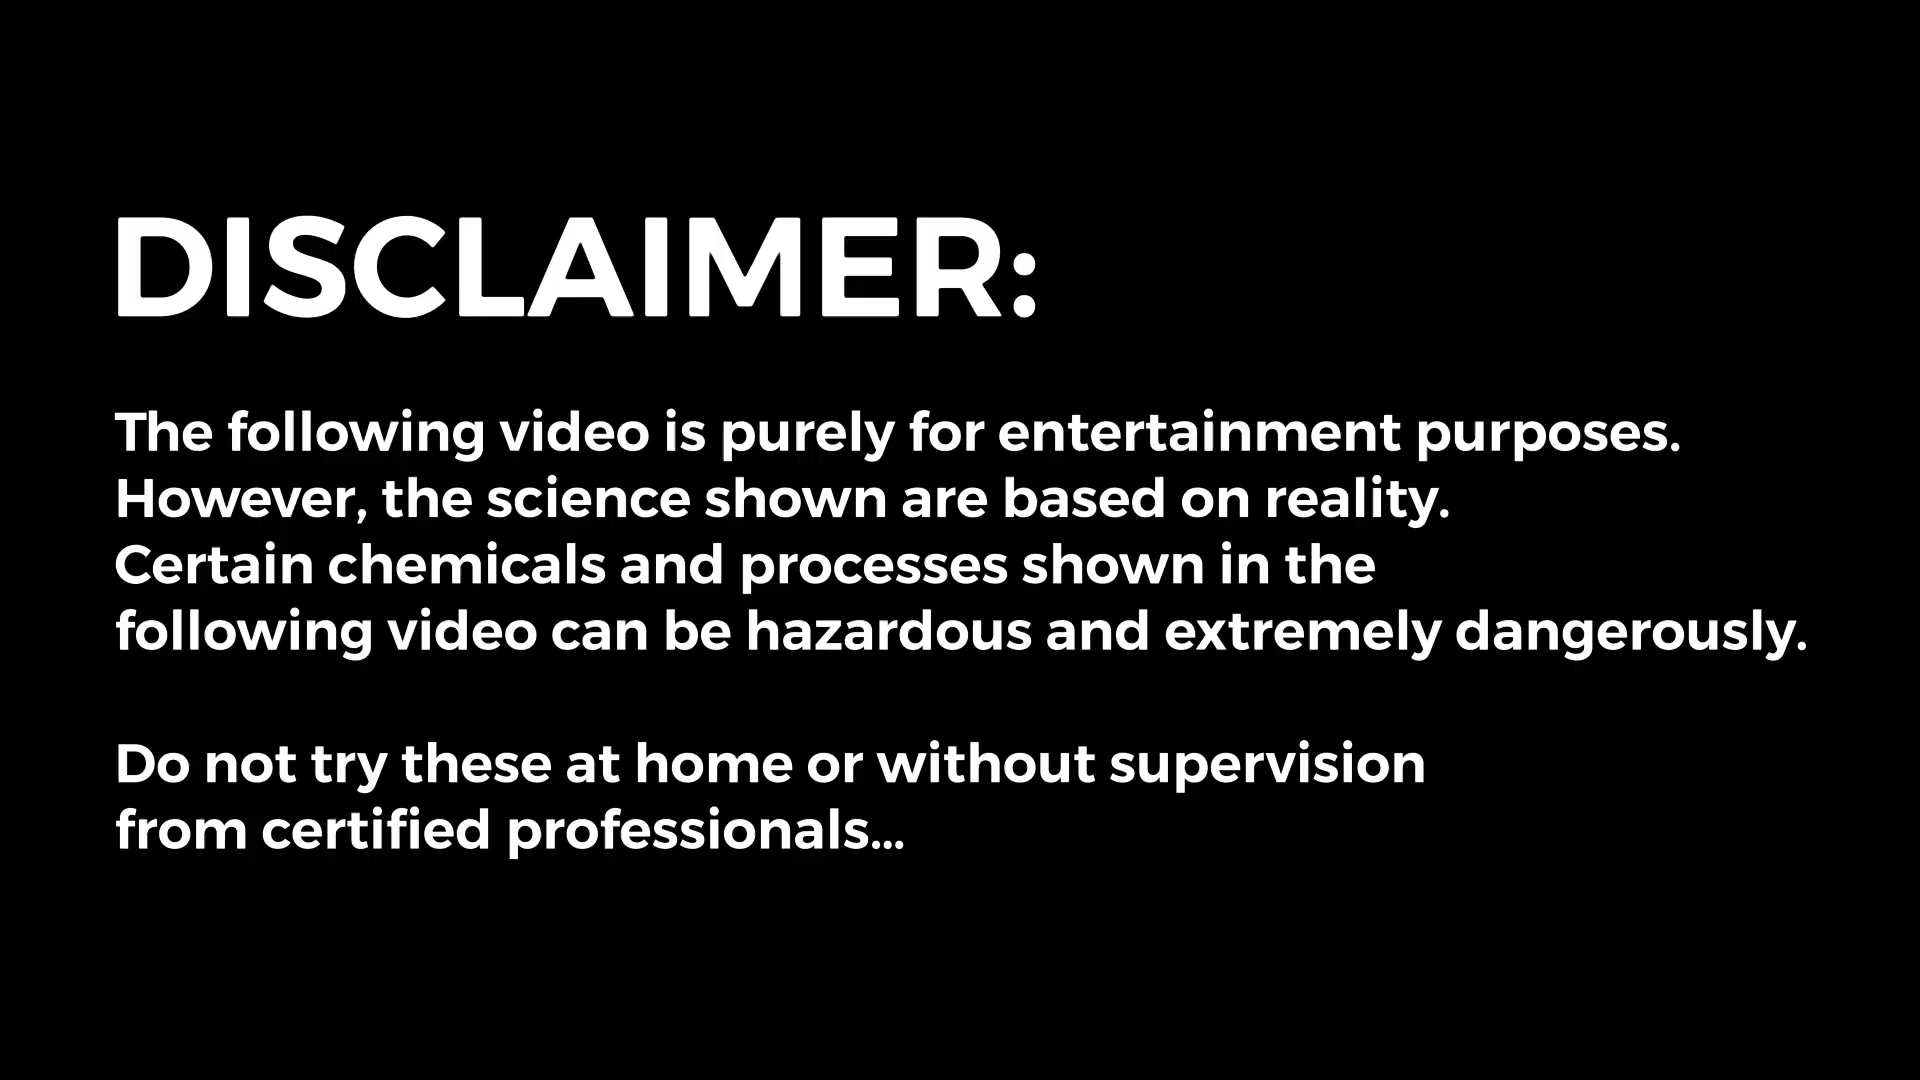 DISCLAIMER:
The following video is purely for entertainment purposes.
However, the science shown are based on reality.
Certain chemicals and processes shown in the
following video can be hazardous and extremely dangerously.
Do not try these at home or without supervision
from certified professionals...